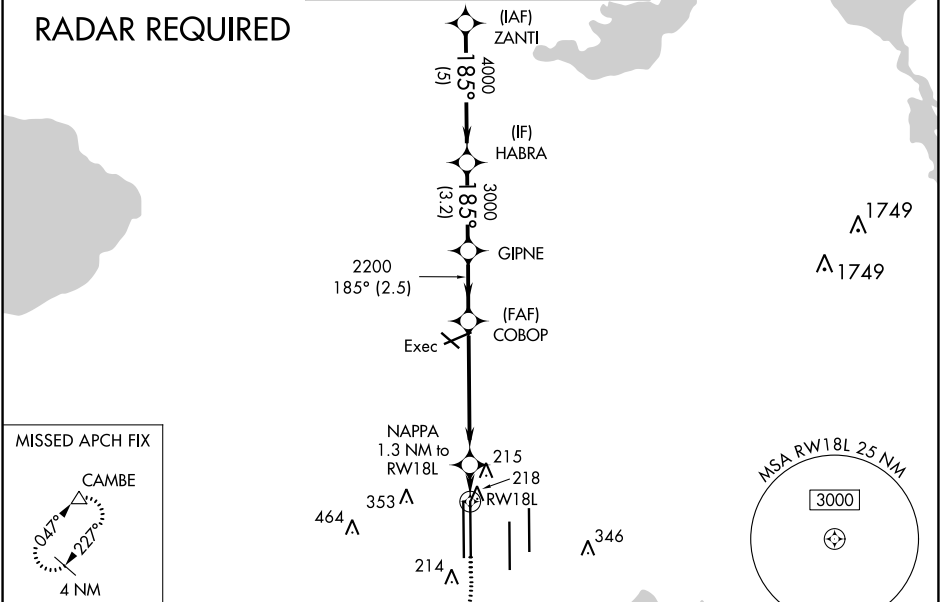 RADAR REQUIRED
(IAF)
ZANTI
4000
185°
(5)
(IF)
HABRA
3000
185°
(3.2)
GIPNE
2200
185° (2.5)
(FAF)
COBOP
Exec
1749
1749
NAPPA
1.3 NM to
RW18L
215
218
RW18L
353
464
346
214
MISSED APCH FIX
CAMBE
047°
227°
4 NM
MSA RW18L 25 NM
3000